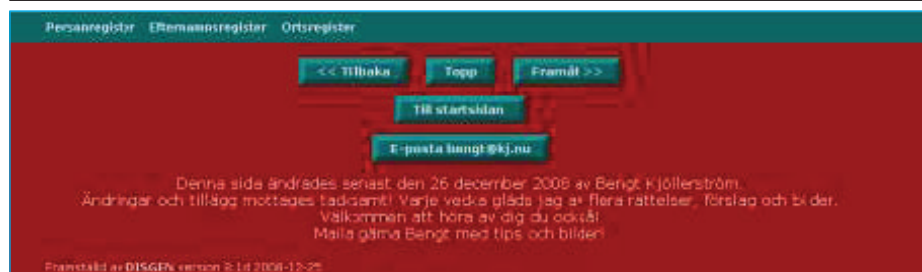 Personregister Efternamnsregister Ortsregister
<< Tillbaka Topp Framåt >>
Till startsidan
E-posta bengt@kj.nu
Denna sida ändrades senast den 26 december 2008 av Bengt Kjöllerström.
Ändringar och tillägg mottages tacksamt! Varje vecka gläds jag av flera rättelser, förslag och bilder.
Välkommen att höra av dig du också!
Maila gärna Bengt med tips och bilder!
Framställd av DISGEN version 8.1d 2008-12-25